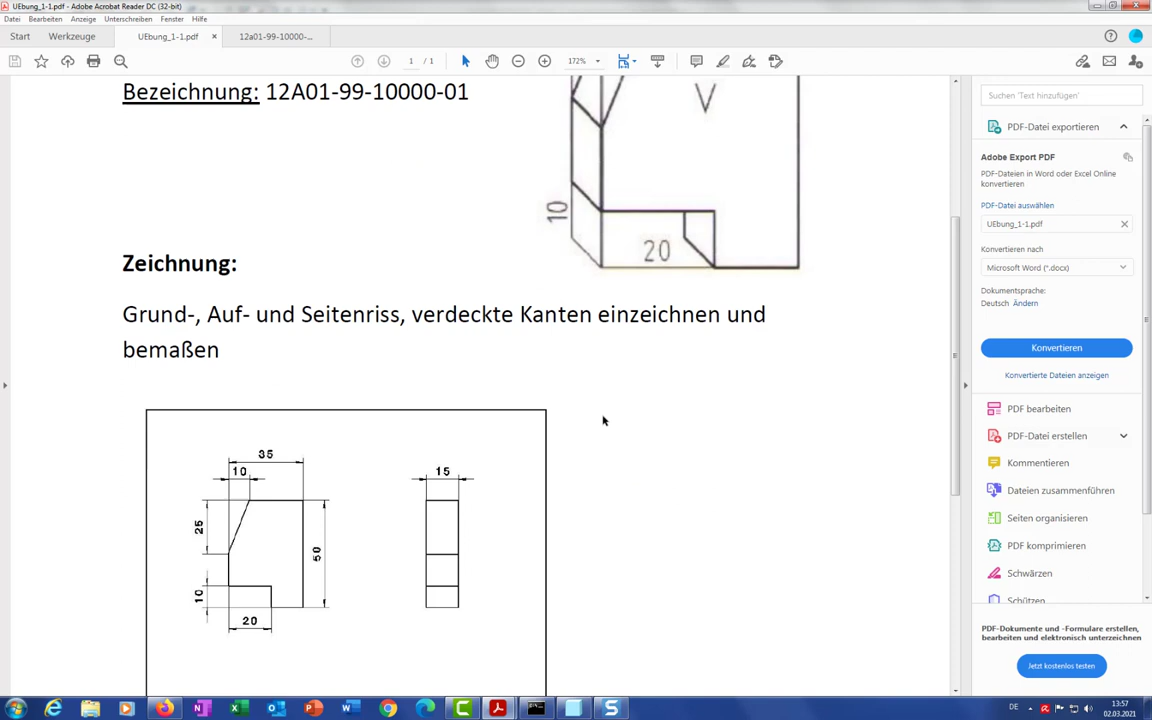 UEbung_1-1.pdf - Adobe Acrobat Reader DC (32-bit)
Datei Bearbeiten Anzeige Unterschreiben Fenster Hilfe
Start Werkzeuge UEbung_1-1.pdf × 12a01-99-10000-...
1 / 1 172%
Bezeichnung: 12A01-99-10000-01
V
10
20
Zeichnung:
Grund-, Auf- und Seitenriss, verdeckte Kanten einzeichnen und
bemaßen
35
10
15
25
50
10
20
Suchen 'Text hinzufügen'
PDF-Datei exportieren
Adobe Export PDF
PDF-Dateien in Word oder Excel Online
konvertieren
PDF-Datei auswählen
UEbung_1-1.pdf
Konvertieren nach
Microsoft Word (*.docx)
Dokumentsprache:
Deutsch Ändern
Konvertieren
Konvertierte Dateien anzeigen
PDF bearbeiten
PDF-Datei erstellen
Kommentieren
Dateien zusammenführen
Seiten organisieren
PDF komprimieren
Schwärzen
Schützen
PDF-Dokumente und -Formulare erstellen,
bearbeiten und elektronisch unterzeichnen
Jetzt kostenlos testen
DE 13:57
02.03.2021